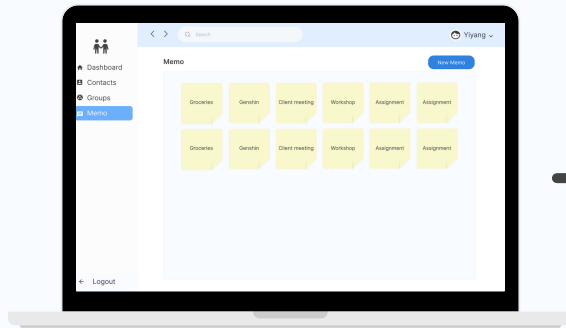 Search
Yiyang
Dashboard
Contacts
Groups
Memo
Logout
Memo
New Memo
Groceries Genshin Client meeting Workshop Assignment Assignment
Groceries Genshin Client meeting Workshop Assignment Assignment